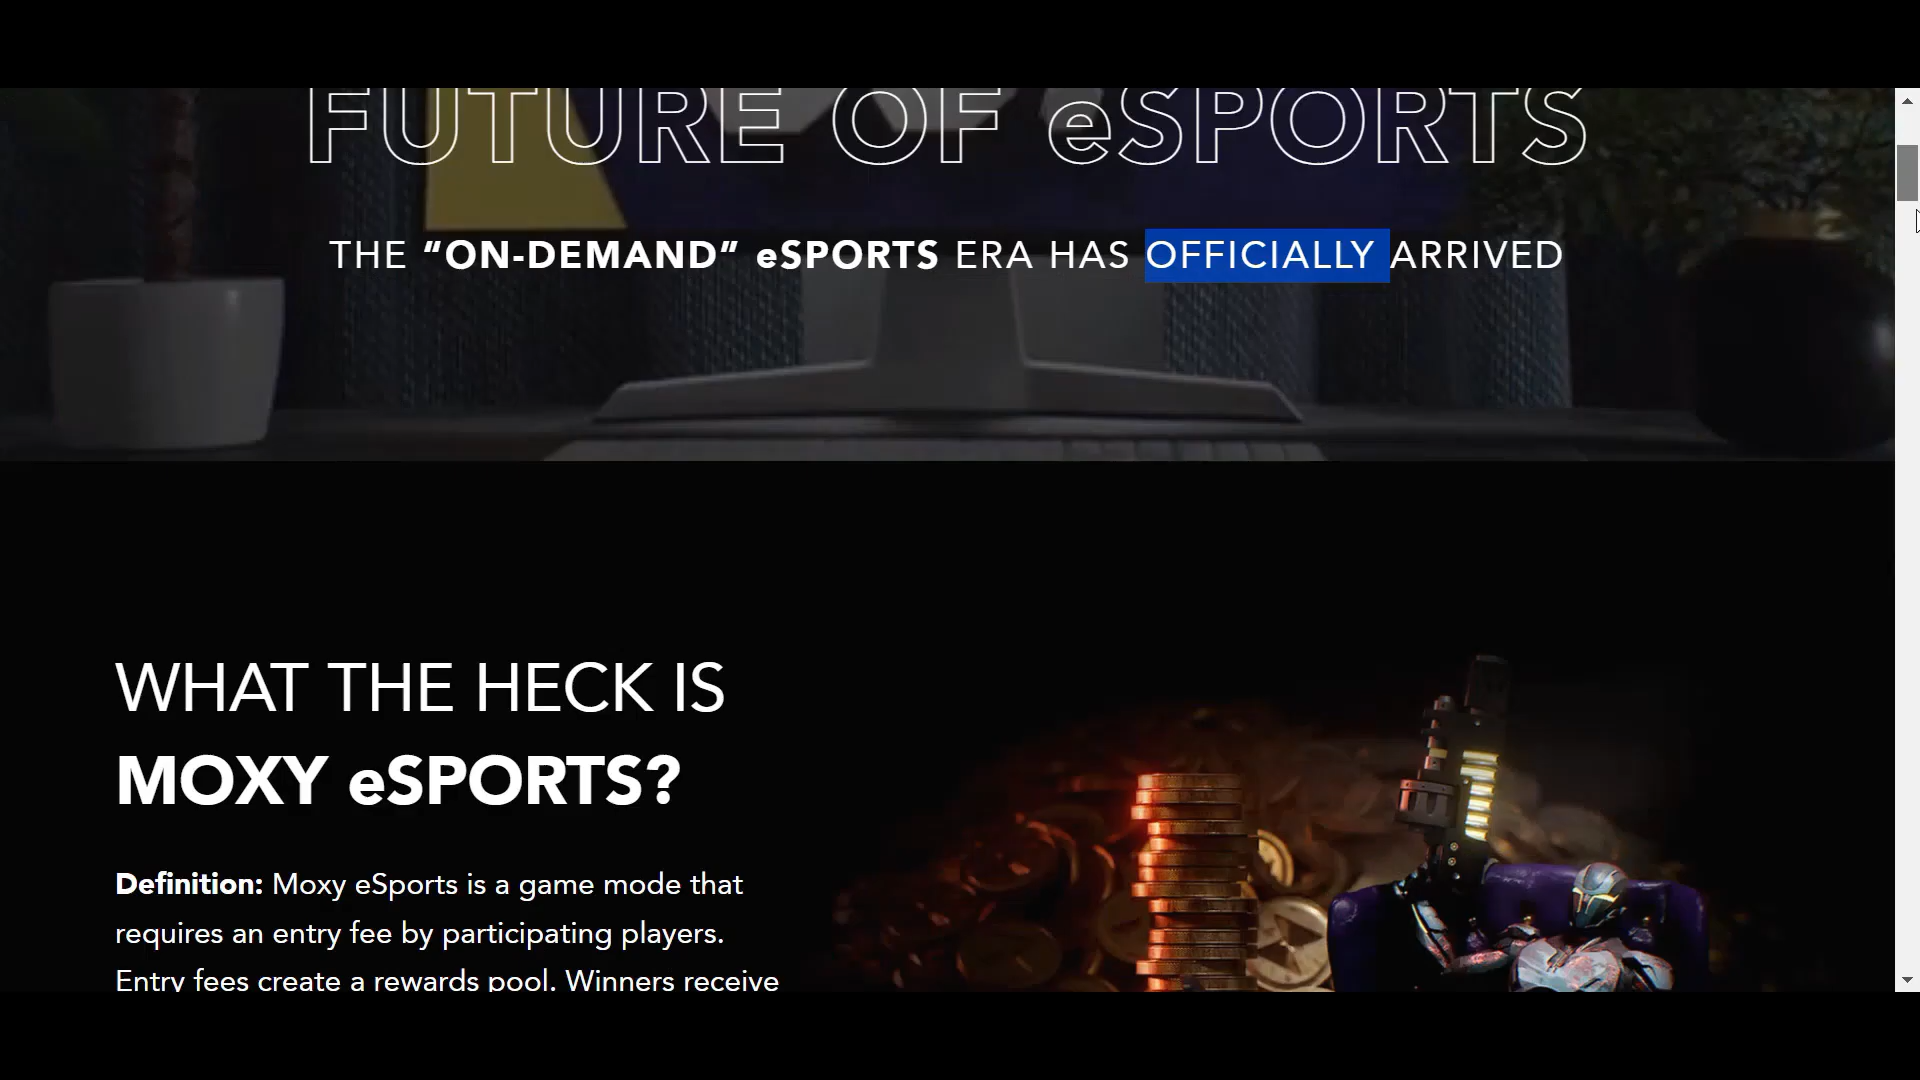 FUTURE OF eSPORTS
THE “ON-DEMAND” eSPORTS ERA HAS OFFICIALLY ARRIVED
WHAT THE HECK IS
MOXY eSPORTS?
Definition: Moxy eSports is a game mode that
requires an entry fee by participating players.
Entry fees create a rewards pool. Winners receive